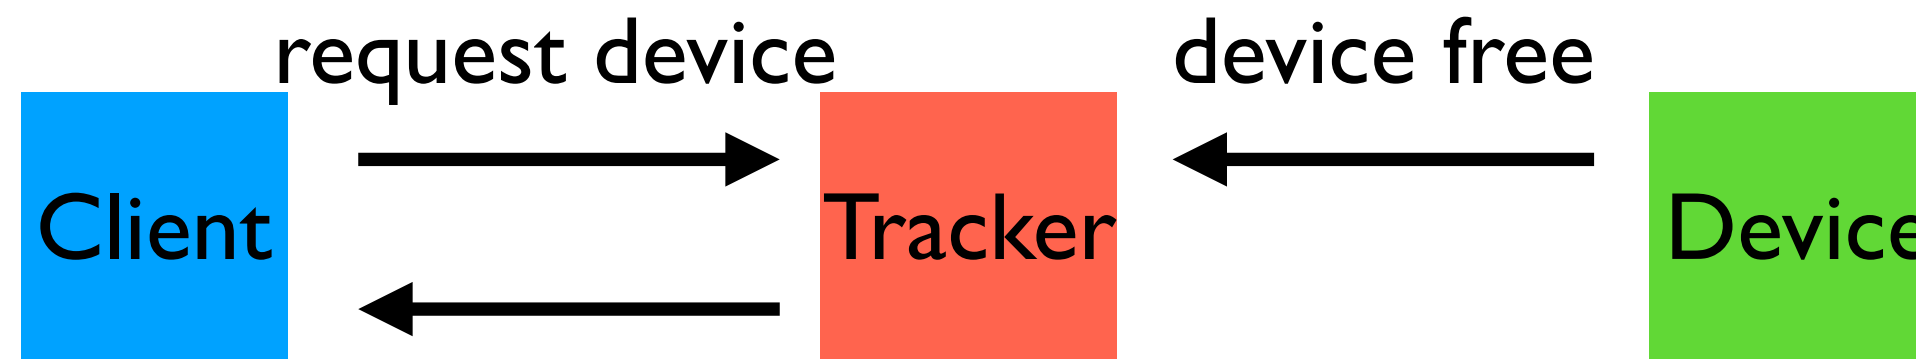 request device
device free
Client
Tracker
Device